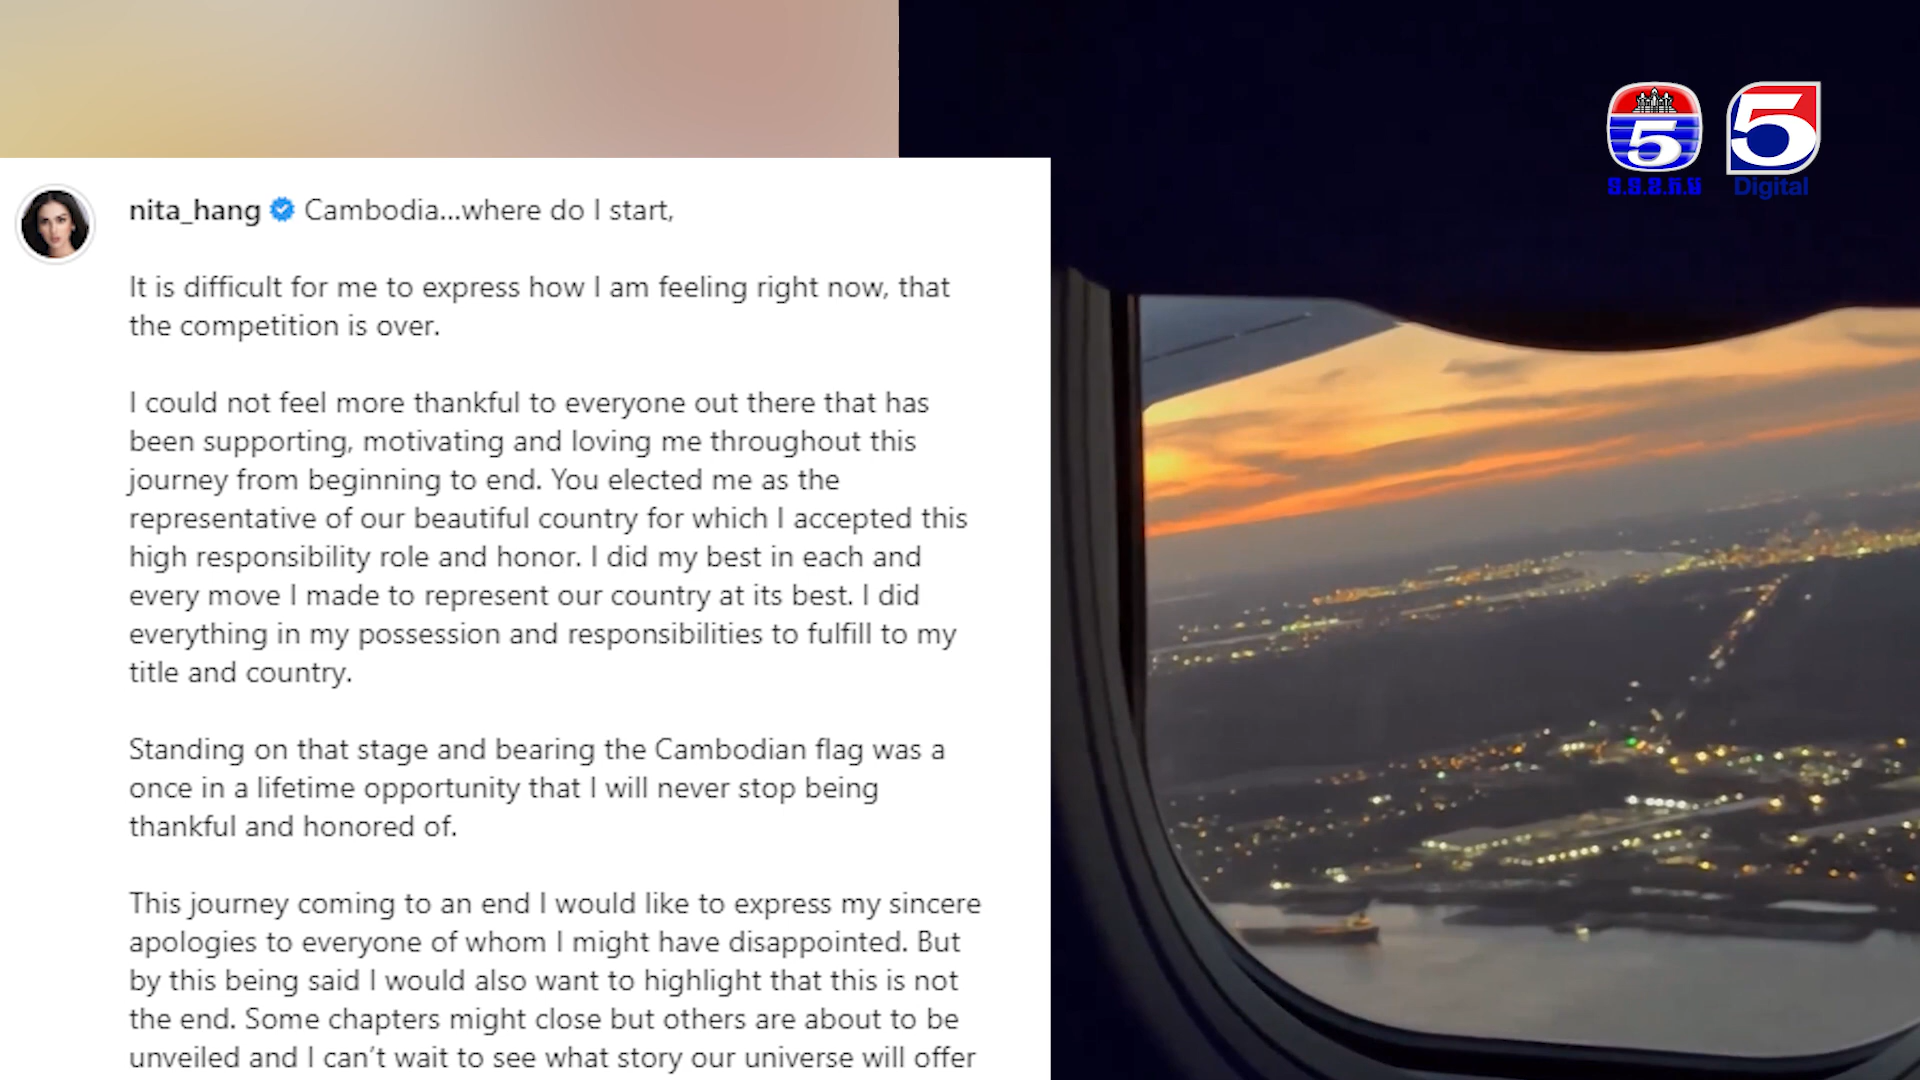 nita_hang Cambodia...where do I start,
It is difficult for me to express how I am feeling right now, that
the competition is over.
I could not feel more thankful to everyone out there that has
been supporting, motivating and loving me throughout this
journey from beginning to end. You elected me as the
representative of our beautiful country for which I accepted this
high responsibility role and honor. I did my best in each and
every move I made to represent our country at its best. I did
everything in my possession and responsibilities to fulfill to my
title and country.
Standing on that stage and bearing the Cambodian flag was a
once in a lifetime opportunity that I will never stop being
thankful and honored of.
This journey coming to an end I would like to express my sincere
apologies to everyone of whom I might have disappointed. But
by this being said I would also want to highlight that this is not
the end. Some chapters might close but others are about to be
unveiled and I can't wait to see what story our universe will offer
5
5
Digital